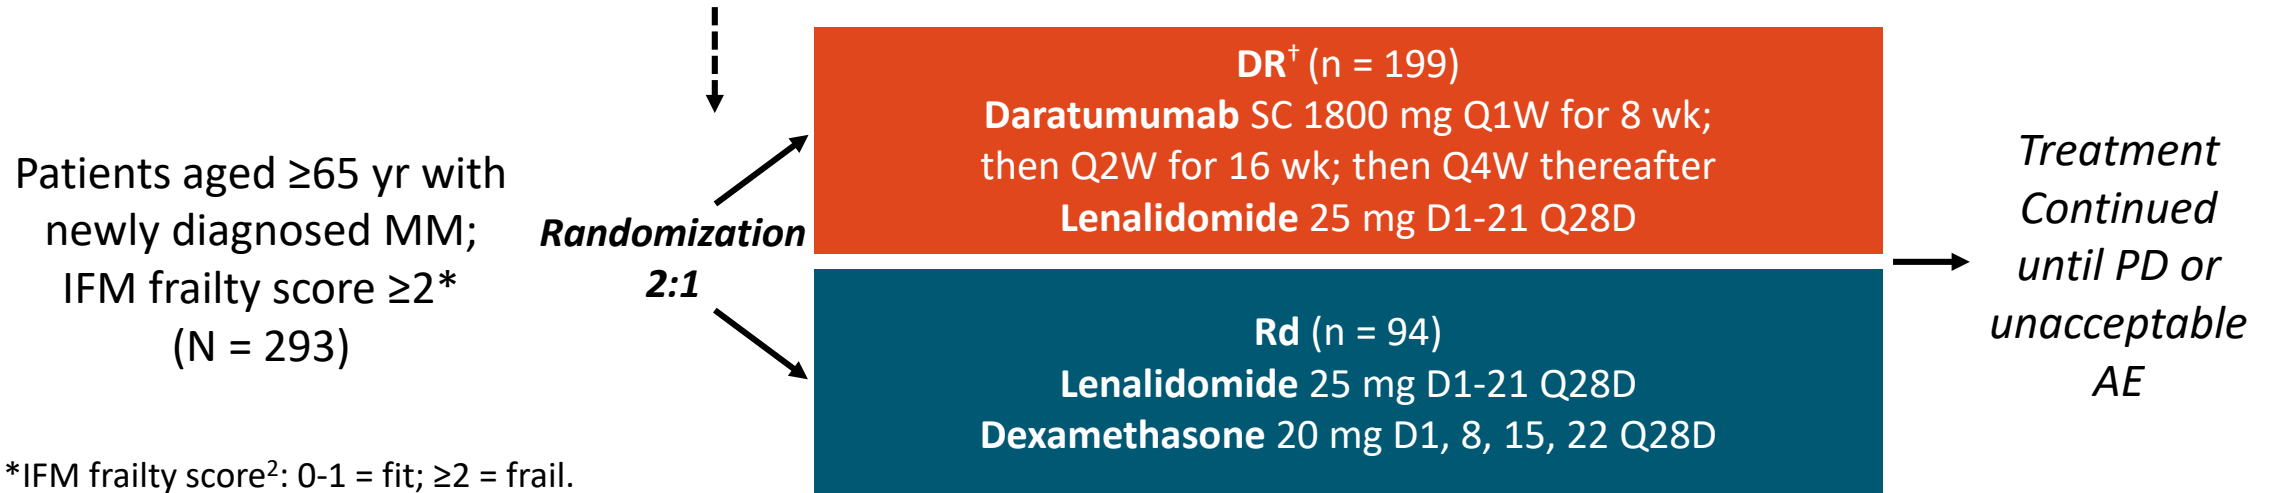 Patients aged ≥65 yr with
newly diagnosed MM;
IFM frailty score ≥2*
(N = 293)
Randomization
2:1
DR† (n = 199)
Daratumumab SC 1800 mg Q1W for 8 wk;
then Q2W for 16 wk; then Q4W thereafter
Lenalidomide 25 mg D1-21 Q28D
Rd (n = 94)
Lenalidomide 25 mg D1-21 Q28D
Dexamethasone 20 mg D1, 8, 15, 22 Q28D
Treatment
Continued
until PD or
unacceptable
AE
*IFM frailty score²: 0-1 = fit; ≥2 = frail.